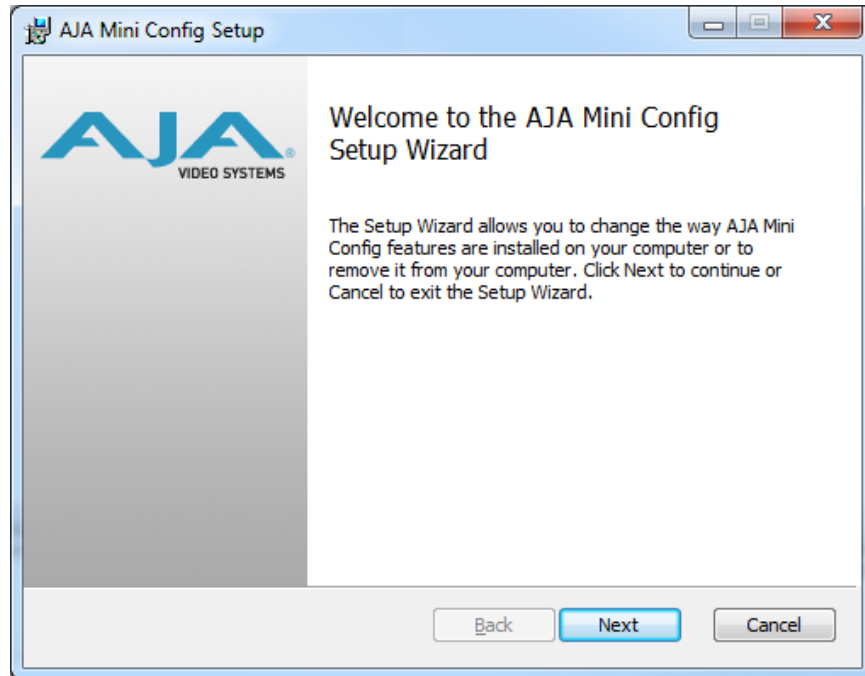 AJA Mini Config Setup
AJA®
VIDEO SYSTEMS
Welcome to the AJA Mini Config
Setup Wizard
The Setup Wizard allows you to change the way AJA Mini
Config features are installed on your computer or to
remove it from your computer. Click Next to continue or
Cancel to exit the Setup Wizard.
Back
Next
Cancel